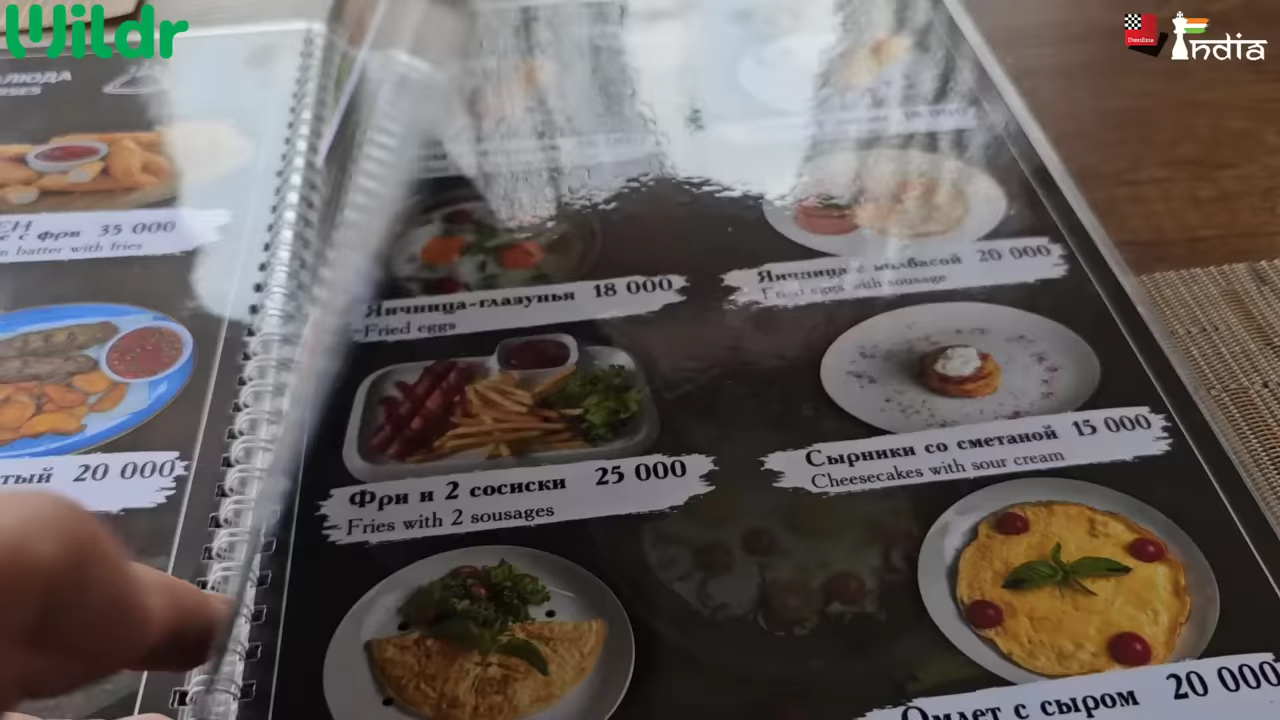 Wildr
India
35 000
с фри
batter with fries
20 000
Яичница-глазунья 18 000
Fried eggs
Яичница с колбасой 20 000
Fried eggs with sausage
Фри и 2 сосиски 25 000
Fries with 2 sausages
Сырники со сметаной 15 000
Cheesecakes with sour cream
Омлет с сыром 20 000